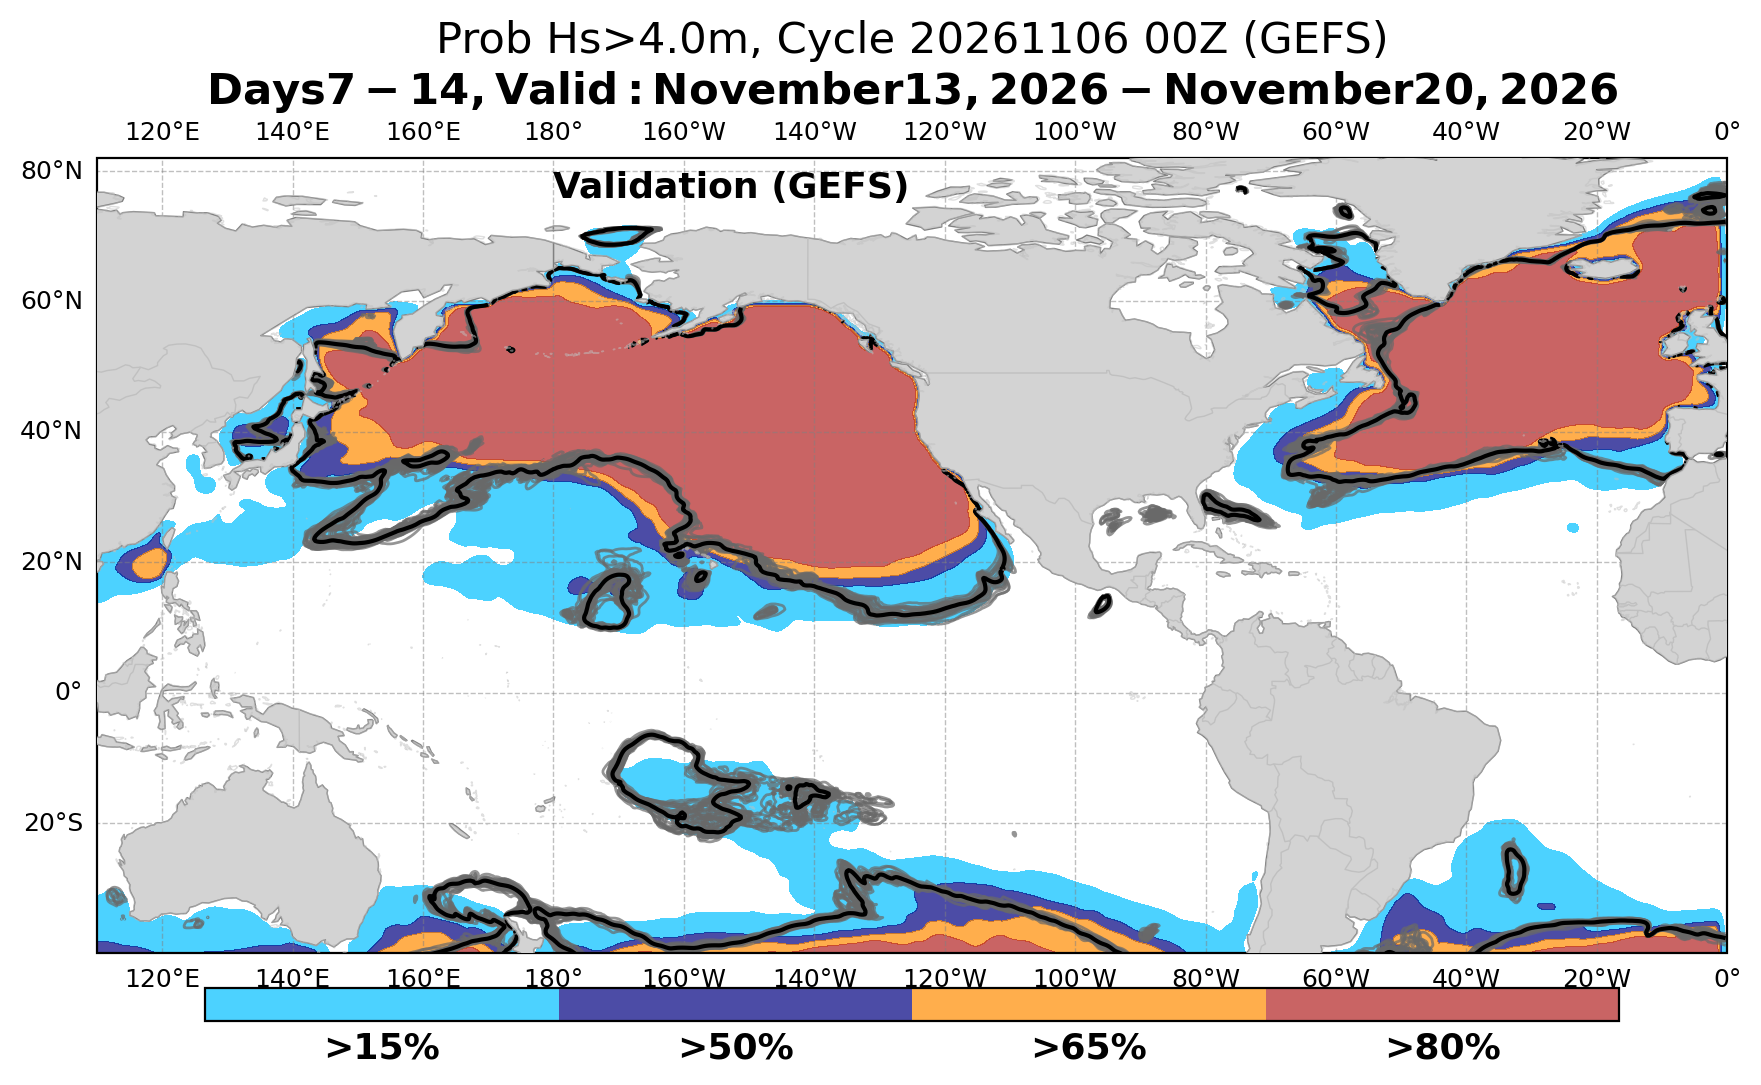 Prob Hs>4.0m, Cycle 20261106 00Z (GEFS)
Days7 − 14, Valid : November13, 2026 − November20, 2026
120°E 140°E 160°E 180° 160°W 140°W 120°W 100°W 80°W 60°W 40°W 20°W 0°
80°N
Validation (GEFS)
60°N
40°N
20°N
0°
20°S
120°E 140°E 160°E 180° 160°W 140°W 120°W 100°W 80°W 60°W 40°W 20°W 0°
>15% >50% >65% >80%